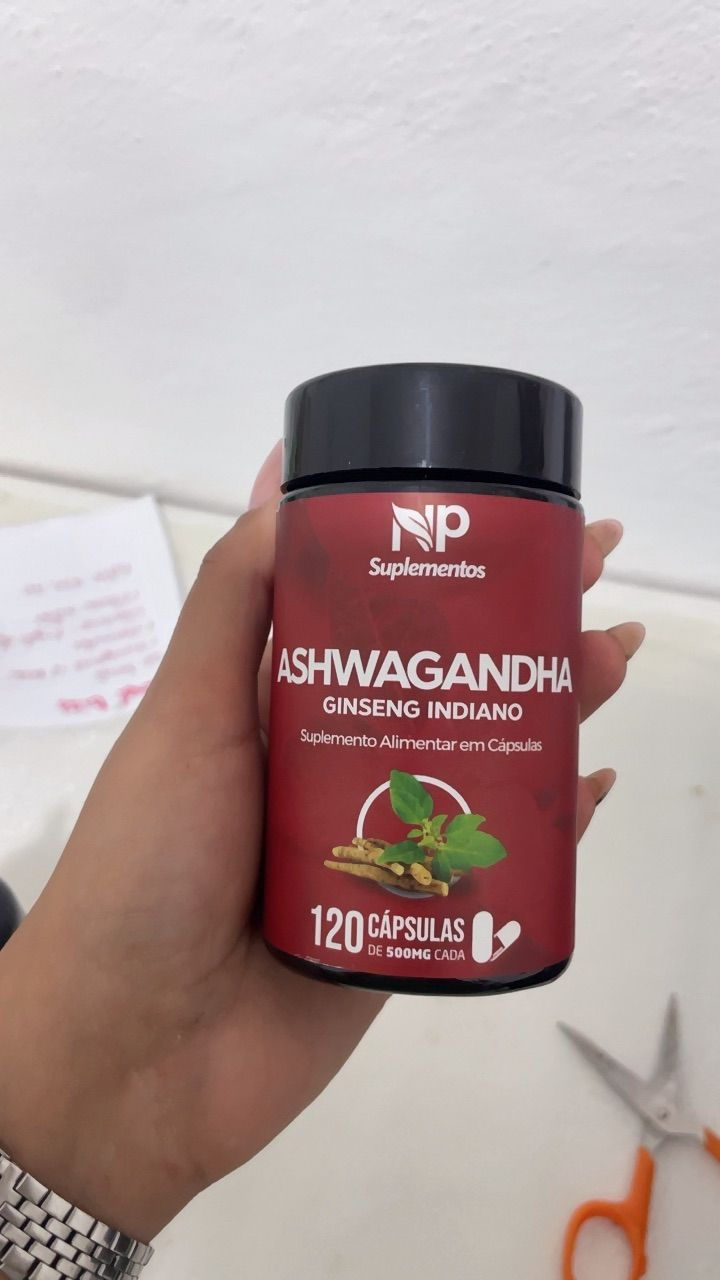 NP
Suplementos
ASHWAGANDHA
GINSENG INDIANO
Suplemento Alimentar em Cápsulas
120 CÁPSULAS
DE 500MG CADA